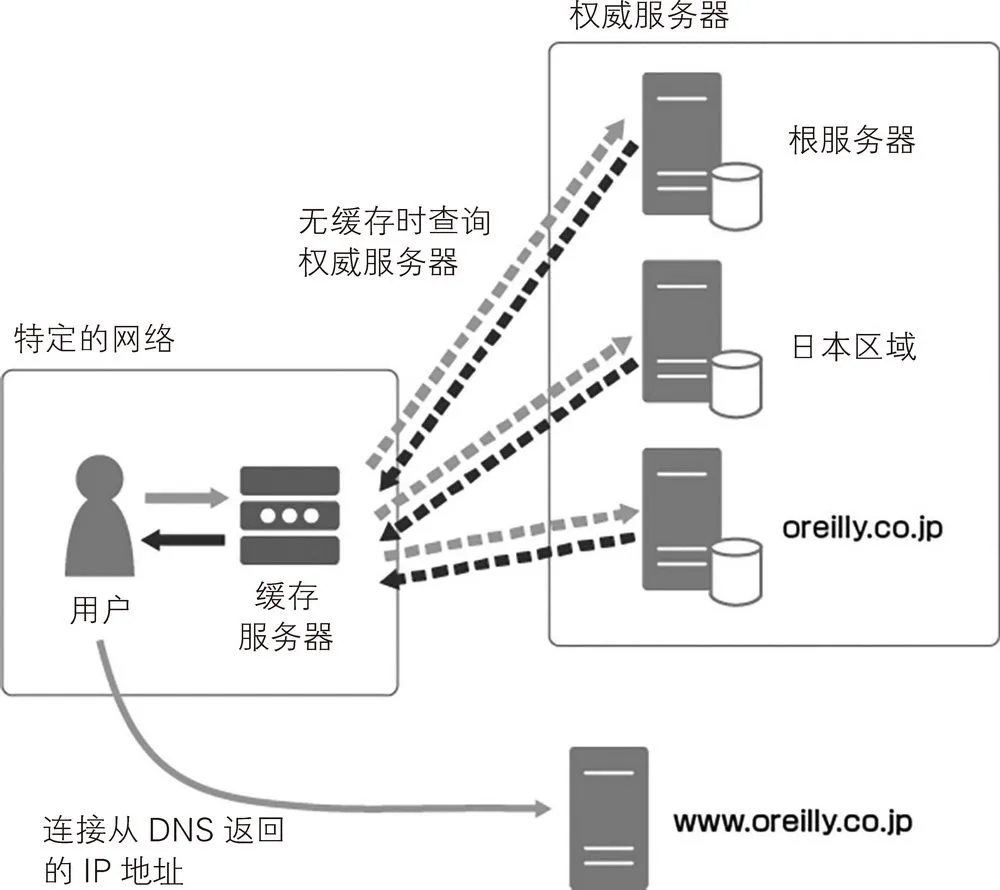 权威服务器
根服务器
无缓存时查询
权威服务器
特定的网络
日本区域
oreilly.co.jp
用户
缓存
服务器
连接从 DNS 返回
的 IP 地址
www.oreilly.co.jp